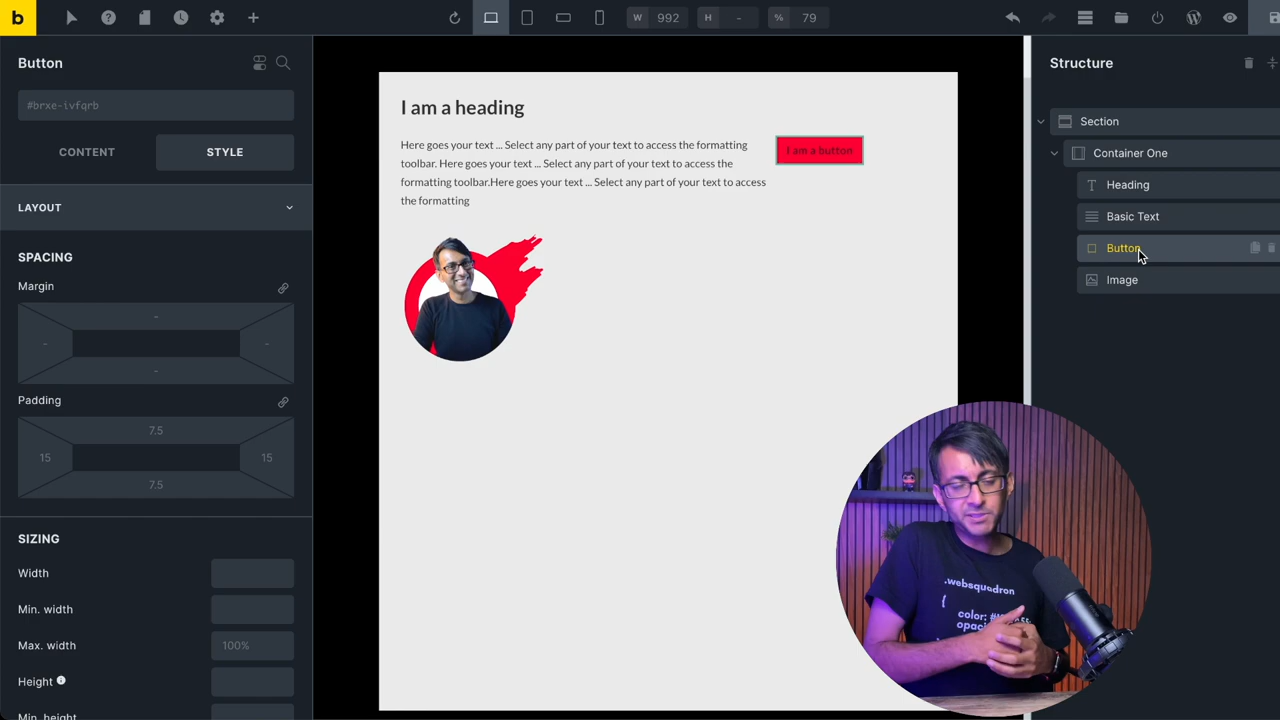 b
W 992 H - % 79
Button
#brxe-ivfqrb
CONTENT
STYLE
LAYOUT
SPACING
Margin
-
- -
-
Padding
7.5
15 15
7.5
SIZING
Width
Min. width
Max. width
100%
Height
Min. height
I am a heading
Here goes your text ... Select any part of your text to access the formatting
toolbar. Here goes your text ... Select any part of your text to access the
formatting toolbar.Here goes your text ... Select any part of your text to access
the formatting
I am a button
Structure
Section
Container One
Heading
Basic Text
Button
Image
.websquadron
{
color: